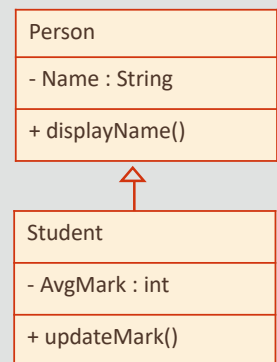 Person
- Name : String
+ displayName()
Student
- AvgMark : int
+ updateMark()